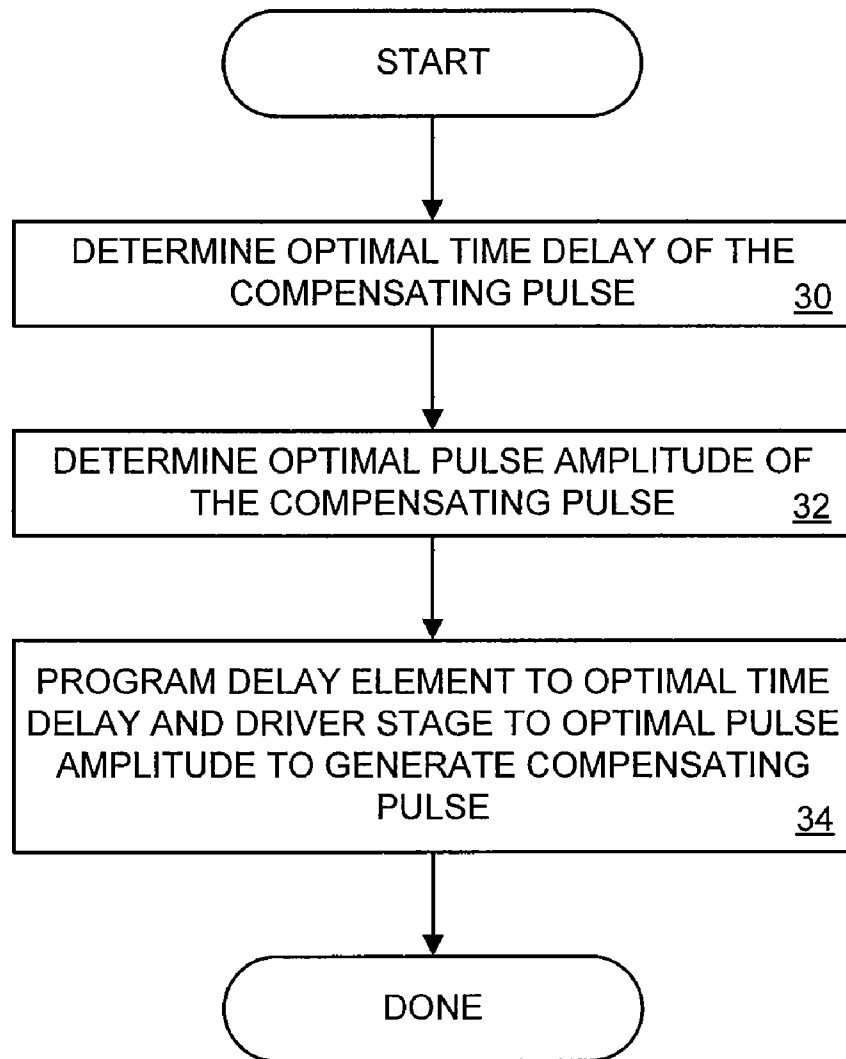 START
DETERMINE OPTIMAL TIME DELAY OF THE
COMPENSATING PULSE
30
DETERMINE OPTIMAL PULSE AMPLITUDE OF
THE COMPENSATING PULSE
32
PROGRAM DELAY ELEMENT TO OPTIMAL TIME
DELAY AND DRIVER STAGE TO OPTIMAL PULSE
AMPLITUDE TO GENERATE COMPENSATING
PULSE
34
DONE